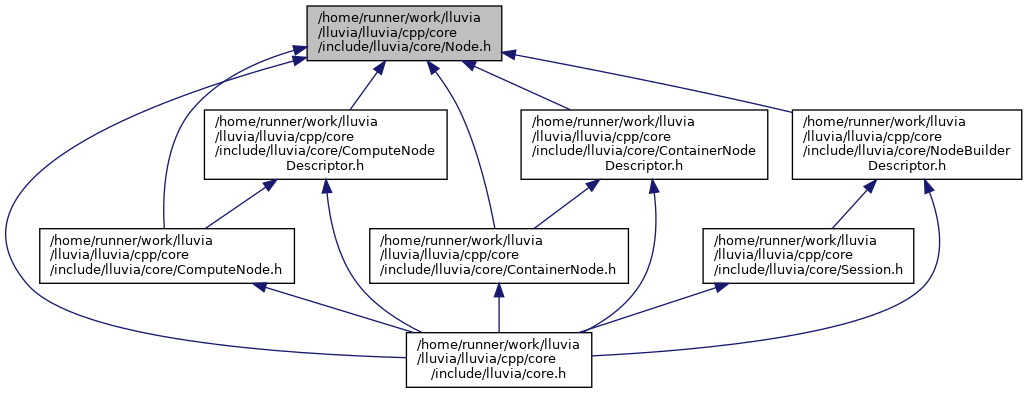 /home/runner/work/lluvia
/lluvia/lluvia/cpp/core
/include/lluvia/core/Node.h
/home/runner/work/lluvia
/lluvia/lluvia/cpp/core
/include/lluvia/core/ComputeNode
Descriptor.h
/home/runner/work/lluvia
/lluvia/lluvia/cpp/core
/include/lluvia/core/ContainerNode
Descriptor.h
/home/runner/work/lluvia
/lluvia/lluvia/cpp/core
/include/lluvia/core/NodeBuilder
Descriptor.h
/home/runner/work/lluvia
/lluvia/lluvia/cpp/core
/include/lluvia/core/ComputeNode.h
/home/runner/work/lluvia
/lluvia/lluvia/cpp/core
/include/lluvia/core/ContainerNode.h
/home/runner/work/lluvia
/lluvia/lluvia/cpp/core
/include/lluvia/core/Session.h
/home/runner/work/lluvia
/lluvia/lluvia/cpp/core
/include/lluvia/core.h